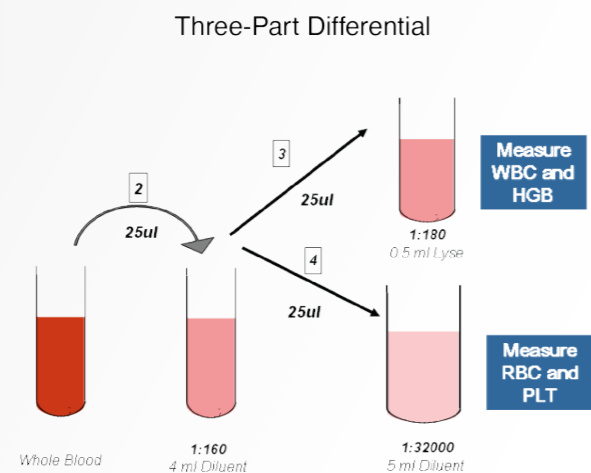 Three-Part Differential
2
25ul
3
25ul
4
25ul
Measure
WBC and
HGB
1:180
0.5 ml Lyse
Measure
RBC and
PLT
Whole Blood
1:160
4 ml Diluent
1:32000
5 ml Diluent